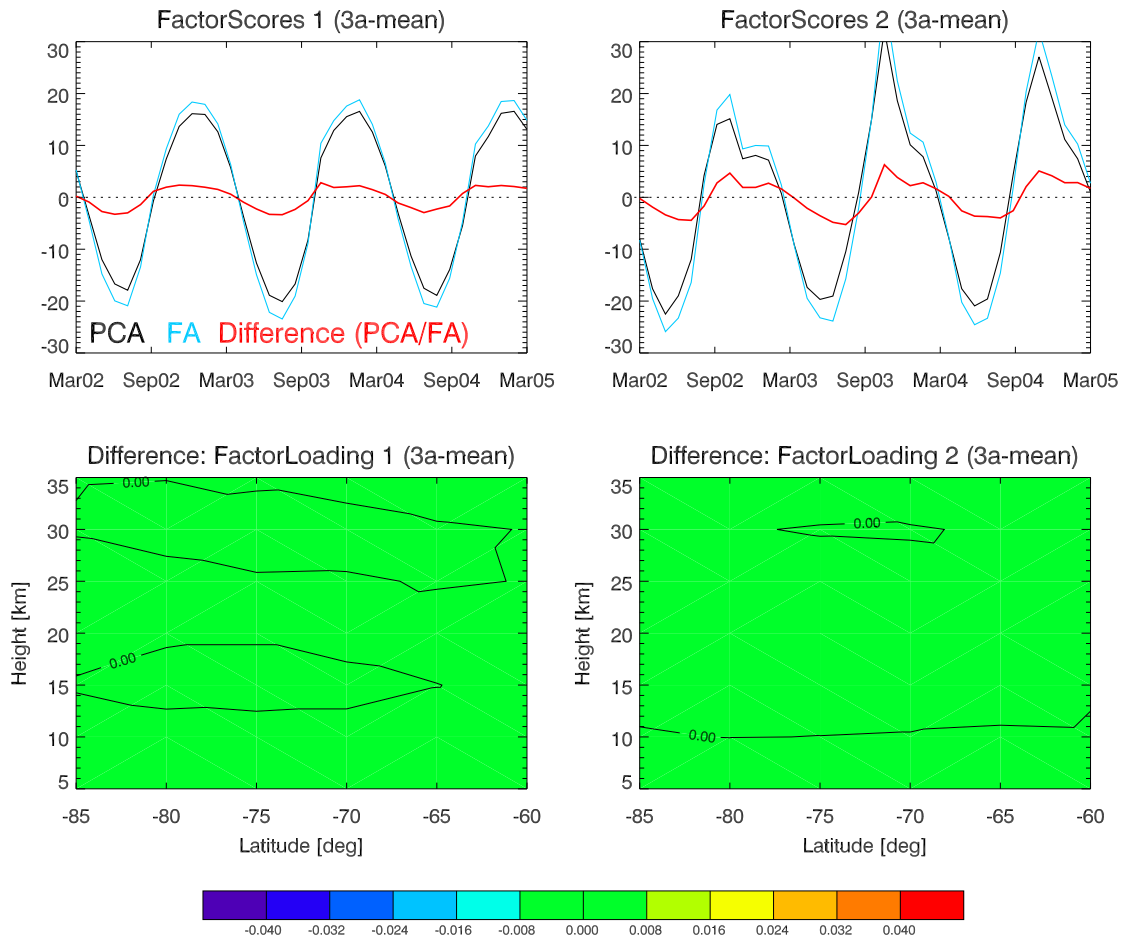 FactorScores 1 (3a-mean)
FactorScores 2 (3a-mean)
30
20
10
0
-10
-20
-30
PCA FA Difference (PCA/FA)
Mar02 Sep02 Mar03 Sep03 Mar04 Sep04 Mar05
30
20
10
0
-10
-20
-30
Mar02 Sep02 Mar03 Sep03 Mar04 Sep04 Mar05
Difference: FactorLoading 1 (3a-mean)
35
30
25
20
15
10
5
Height [km]
0.00
0.00
-85 -80 -75 -70 -65 -60
Latitude [deg]
Difference: FactorLoading 2 (3a-mean)
35
30
25
20
15
10
5
Height [km]
0.00
0.00
-85 -80 -75 -70 -65 -60
Latitude [deg]
-0.040 -0.032 -0.024 -0.016 -0.008 0.000 0.008 0.016 0.024 0.032 0.040